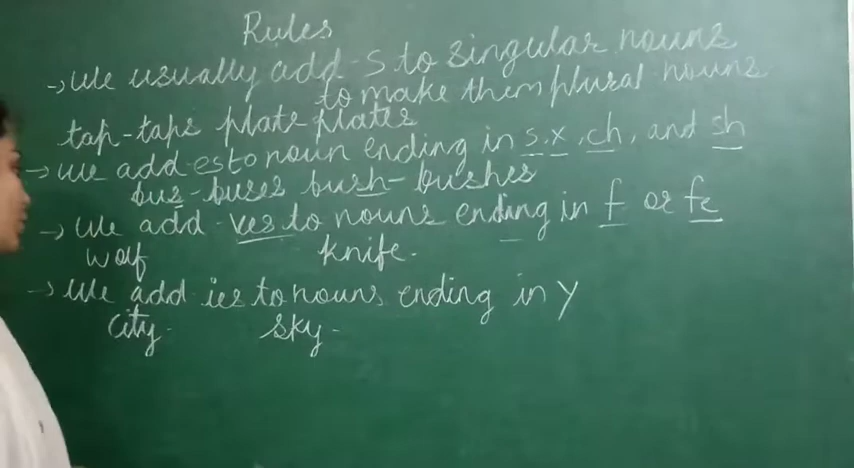 Rules
→ We usually add -s to singular nouns
to make them plural nouns
tap-taps plate-plates
→ We add -es to noun ending in s, x, ch, and sh
bus-buses bush-bushes
→ We add -ves to nouns ending in f or fe
wolf knife-
→ We add -ies to nouns ending in y
City- sky-